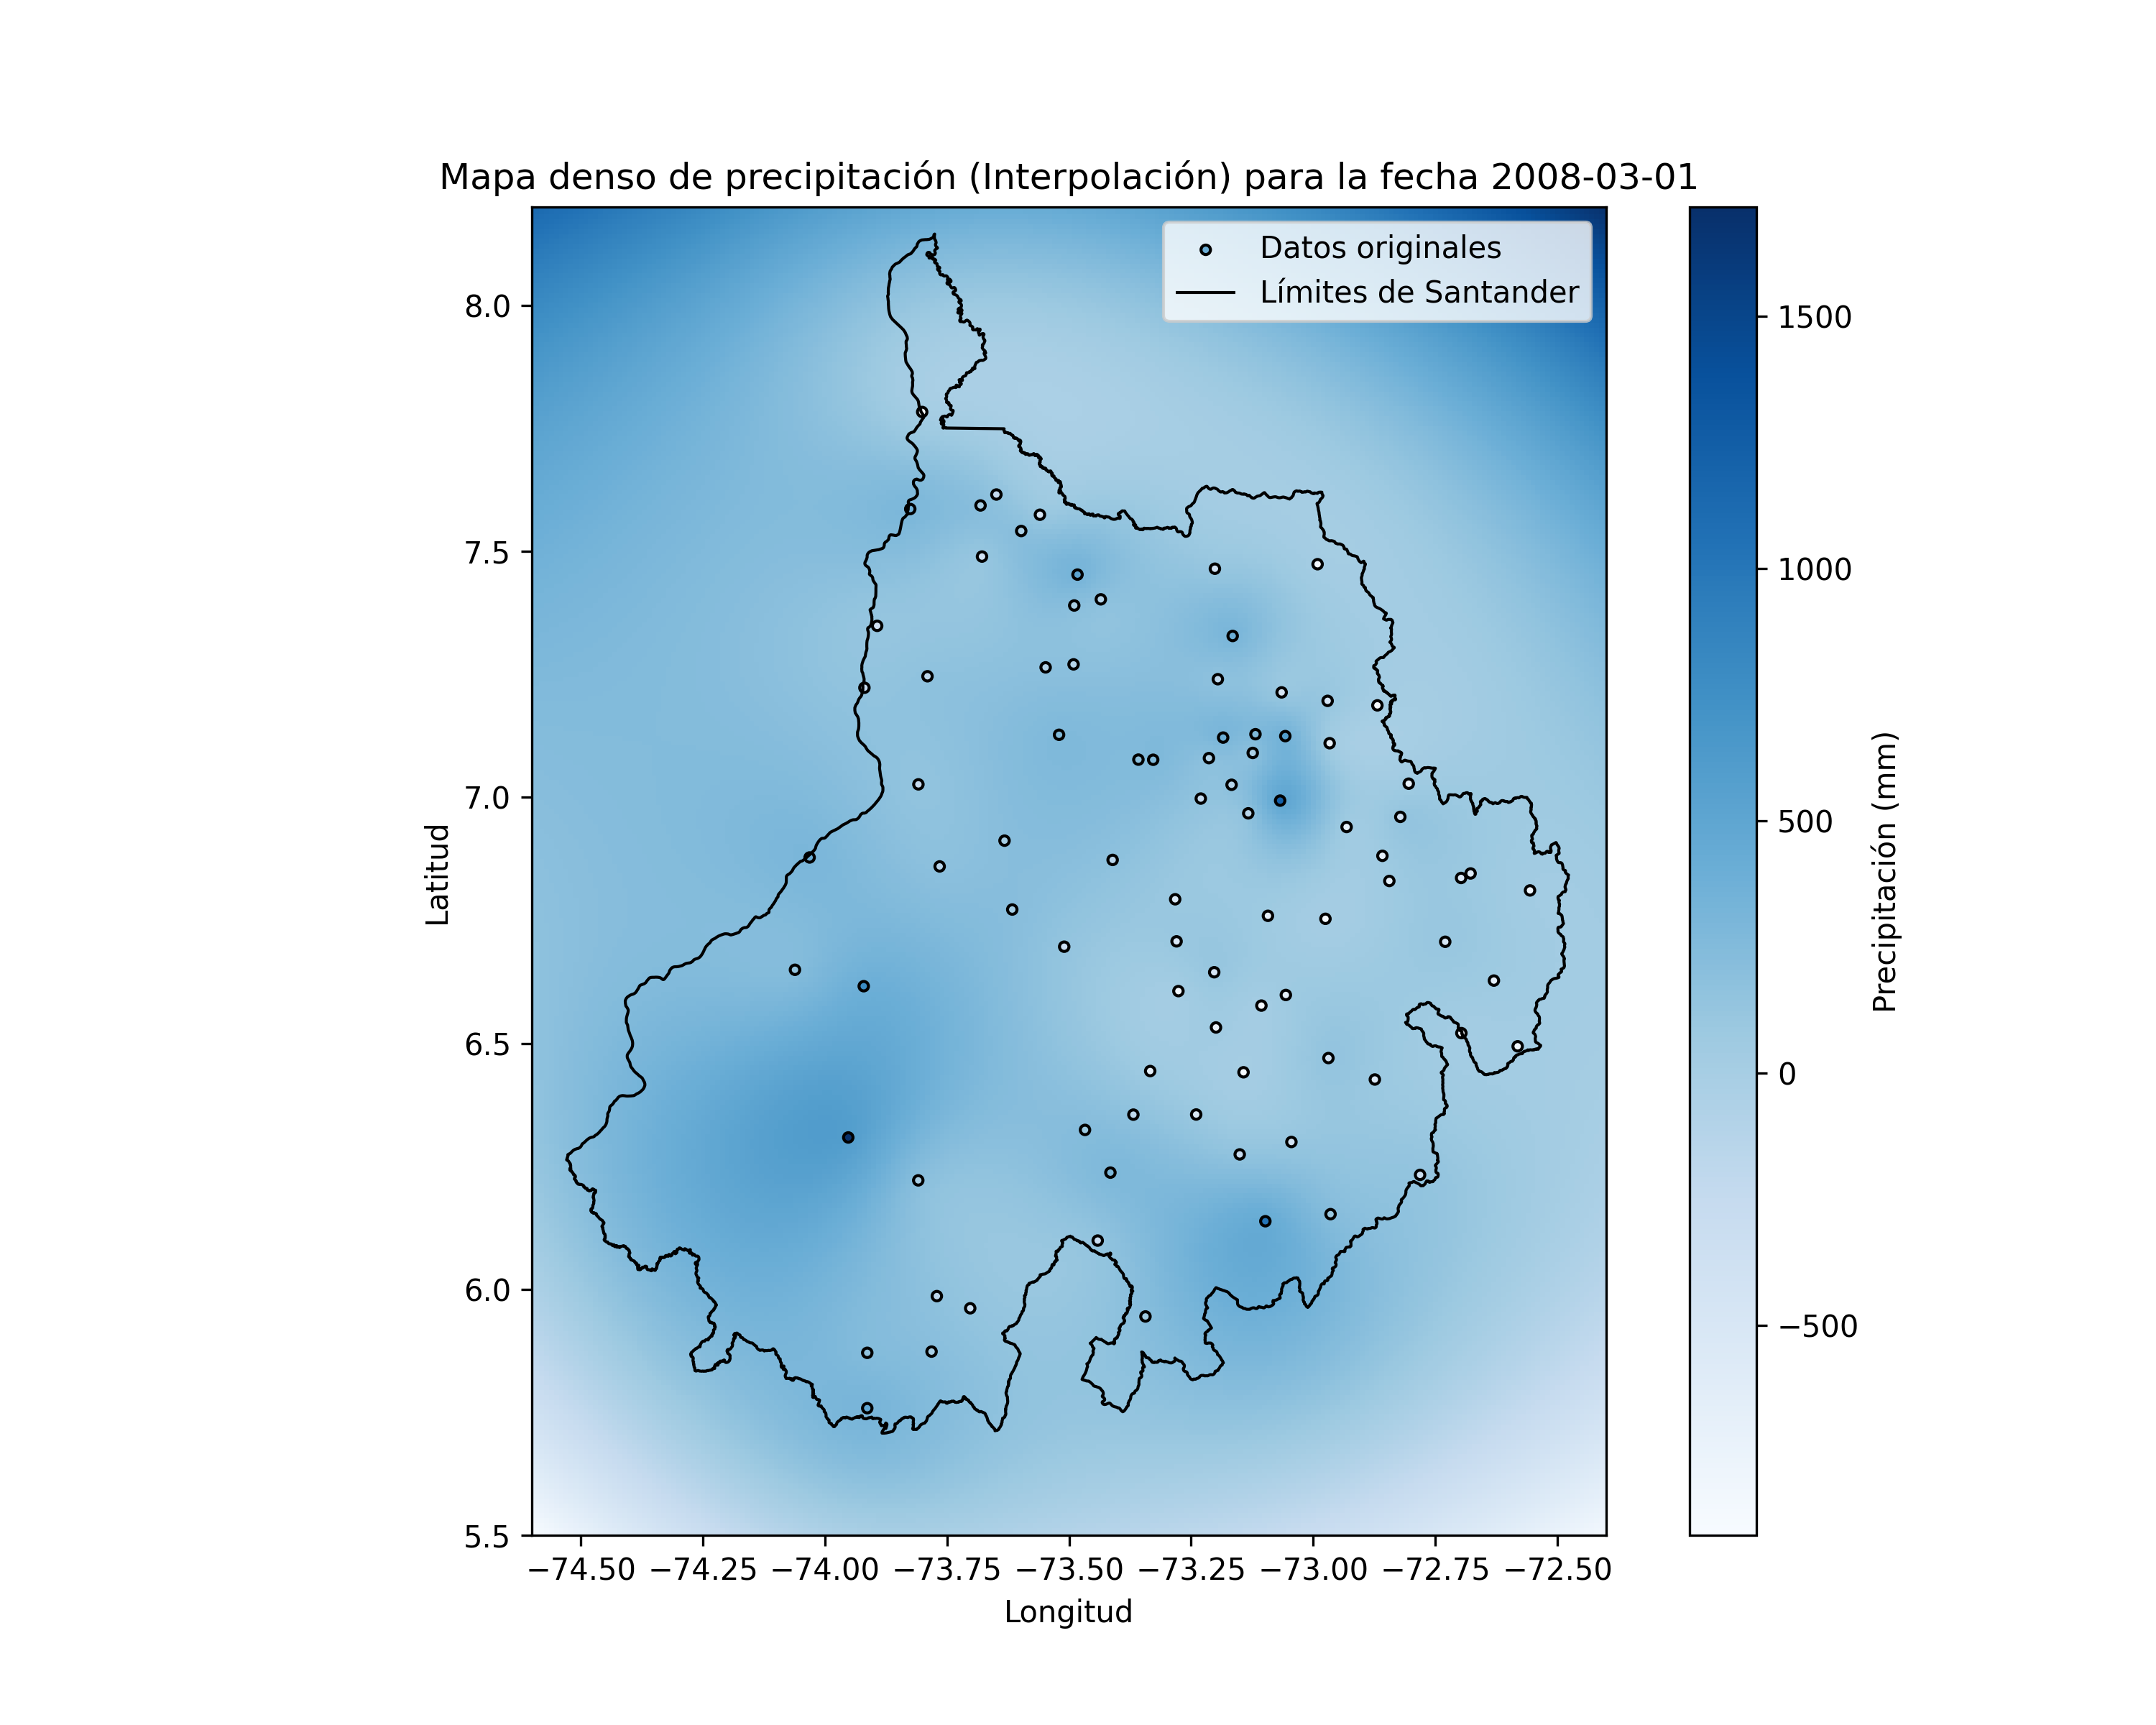 Mapa denso de precipitación (Interpolación) para la fecha 2008-03-01
Datos originales
Límites de Santander
8.0
7.5
7.0
6.5
6.0
5.5
Latitud
−74.50 −74.25 −74.00 −73.75 −73.50 −73.25 −73.00 −72.75 −72.50
Longitud
1500
1000
500
0
−500
Precipitación (mm)